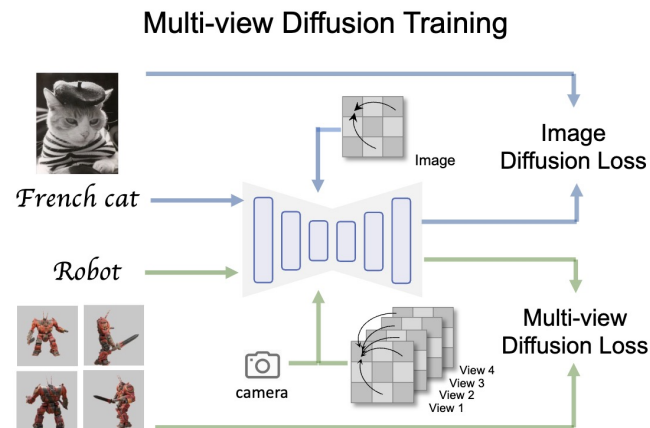 Multi-view Diffusion Training
Image
Image
Diffusion Loss
French cat
Robot
Multi-view
Diffusion Loss
camera
View 4
View 3
View 2
View 1